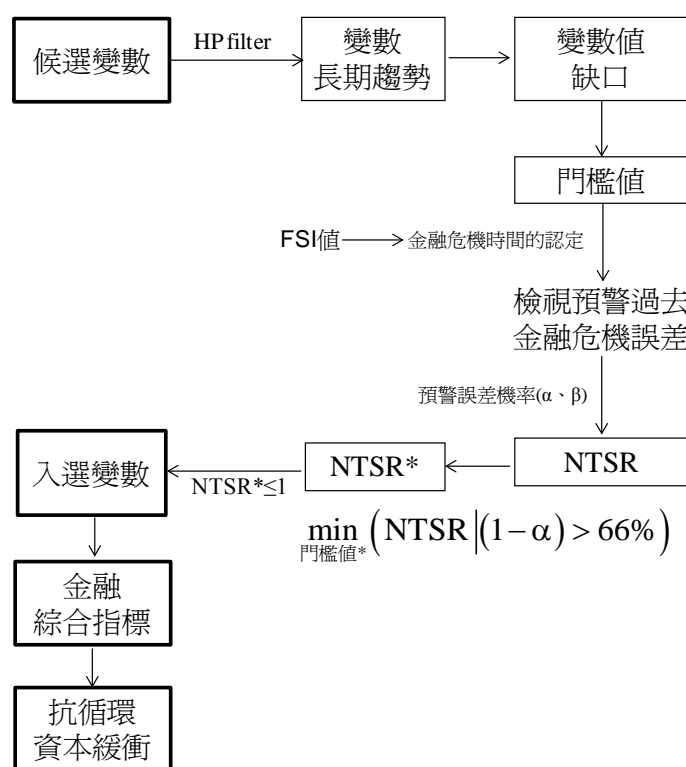 候選變數
HP filter
變數
長期趨勢
變數值
缺口
門檻值
FSI值
金融危機時間的認定
檢視預警過去
金融危機誤差
預警誤差機率(α、β)
入選變數
NTSR*≤1
NTSR*
NTSR
min(NTSR|(1−α) > 66%)
門檻值*
金融
綜合指標
抗循環
資本緩衝